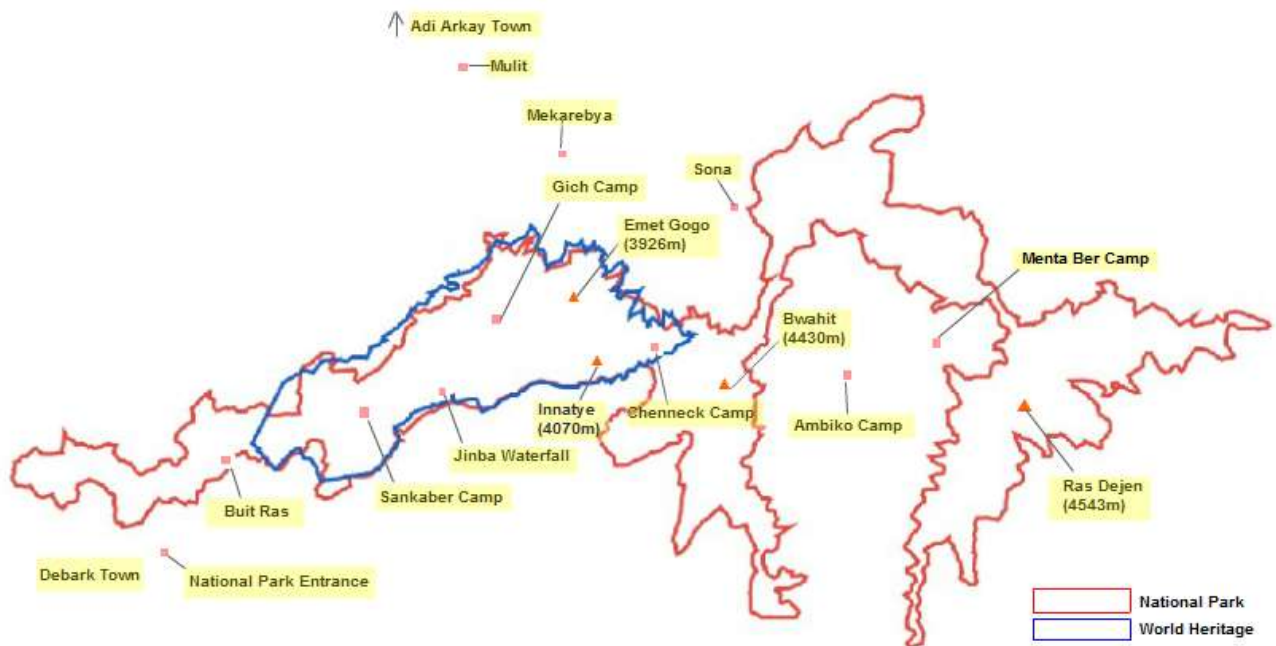 Adi Arkay Town
Mulit
Mekarebya
Gich Camp
Sona
Emet Gogo
(3926m)
Menta Ber Camp
Bwahit
(4430m)
Innatye
(4070m)
Chenneck Camp
Ambiko Camp
Jinba Waterfall
Sankaber Camp
Ras Dejen
(4543m)
Buit Ras
Debark Town
National Park Entrance
National Park
World Heritage